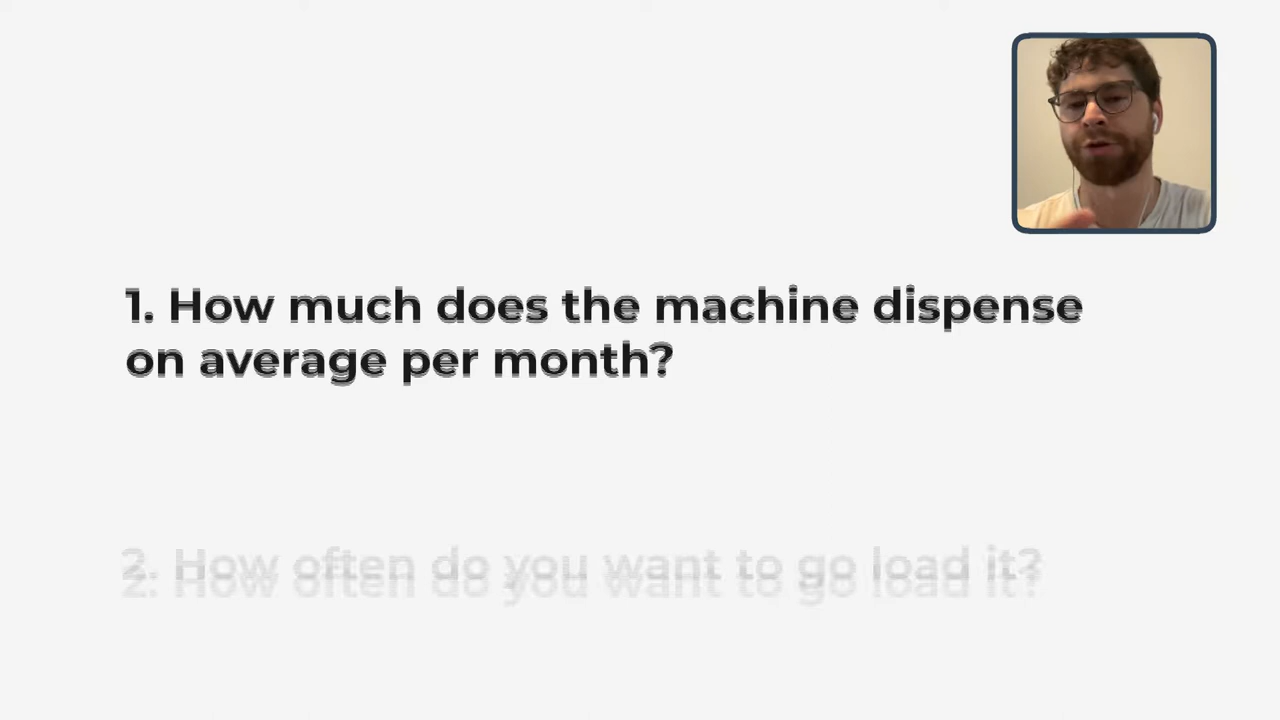 1. How much does the machine dispense
on average per month?
2. How often do you want to go load it?